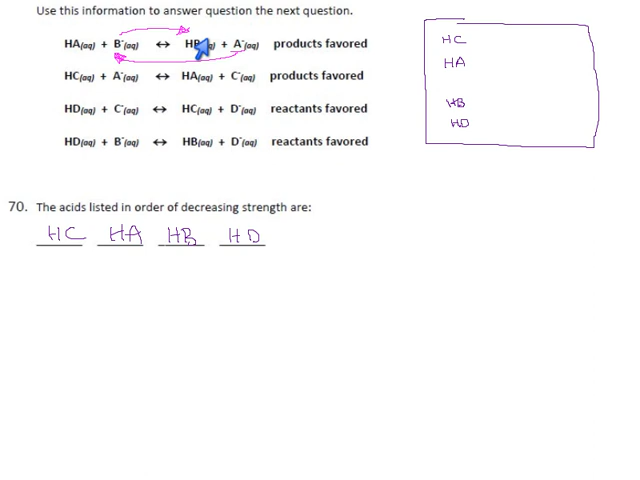 Use this information to answer question the next question.
HA(aq) + B⁻(aq) ↔ HB(aq) + A⁻(aq) products favored
HC(aq) + A⁻(aq) ↔ HA(aq) + C⁻(aq) products favored
HD(aq) + C⁻(aq) ↔ HC(aq) + D⁻(aq) reactants favored
HD(aq) + B⁻(aq) ↔ HB(aq) + D⁻(aq) reactants favored
HC
HA
HB
HD
70. The acids listed in order of decreasing strength are:
HC HA HB HD